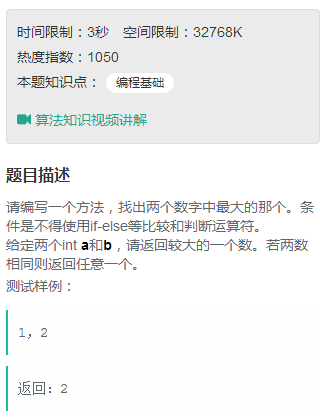 时间限制：3秒 空间限制：32768K
热度指数：1050
本题知识点： 编程基础
算法知识视频讲解
题目描述
请编写一个方法，找出两个数字中最大的那个。条
件是不得使用if-else等比较和判断运算符。
给定两个int a和b，请返回较大的一个数。若两数
相同则返回任意一个。
测试样例：
1，2
返回：2